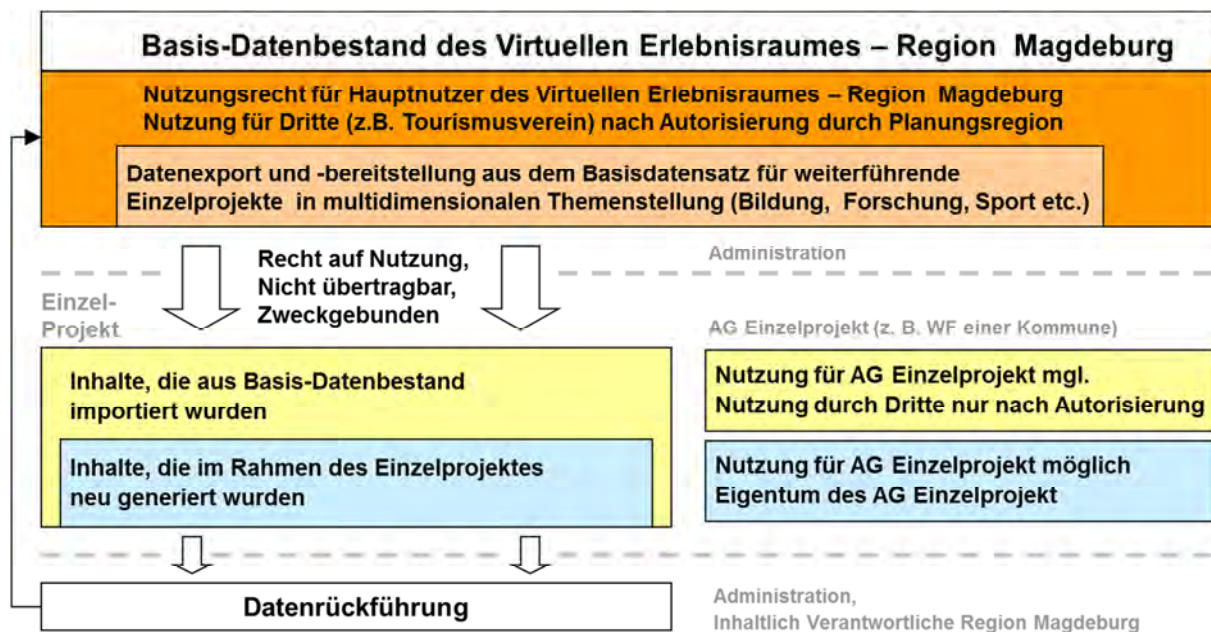 Basis-Datenbestand des Virtuellen Erlebnisraumes – Region Magdeburg
Nutzungsrecht für Hauptnutzer des Virtuellen Erlebnisraumes – Region Magdeburg
Nutzung für Dritte (z.B. Tourismusverein) nach Autorisierung durch Planungsregion
Datenexport und -bereitstellung aus dem Basisdatensatz für weiterführende
Einzelprojekte in multidimensionalen Themenstellung (Bildung, Forschung, Sport etc.)
Recht auf Nutzung,
Nicht übertragbar,
Zweckgebunden
Administration
Einzel-
Projekt
AG Einzelprojekt (z. B. WF einer Kommune)
Inhalte, die aus Basis-Datenbestand
importiert wurden
Nutzung für AG Einzelprojekt mgl.
Nutzung durch Dritte nur nach Autorisierung
Inhalte, die im Rahmen des Einzelprojektes
neu generiert wurden
Nutzung für AG Einzelprojekt möglich
Eigentum des AG Einzelprojekt
Datenrückführung
Administration,
Inhaltlich Verantwortliche Region Magdeburg